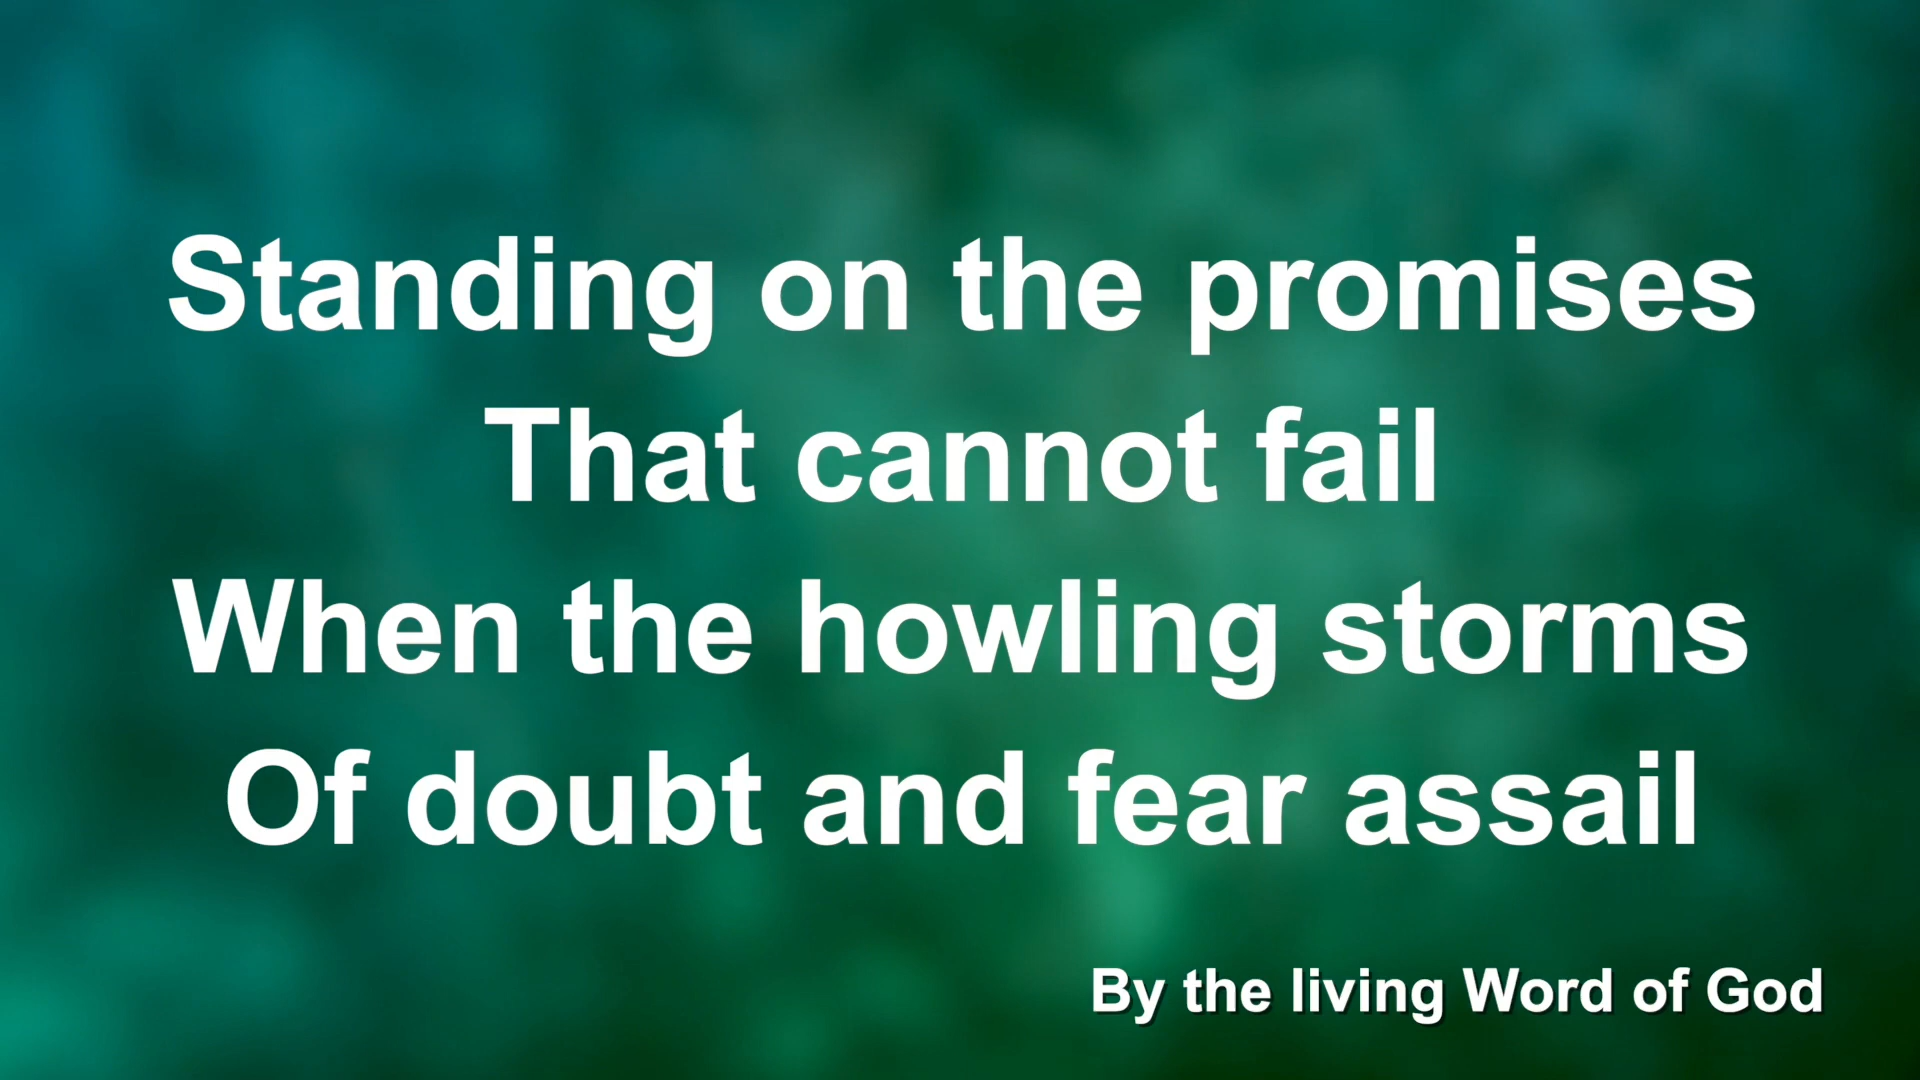 Standing on the promises
That cannot fail
When the howling storms
Of doubt and fear assail
By the living Word of God